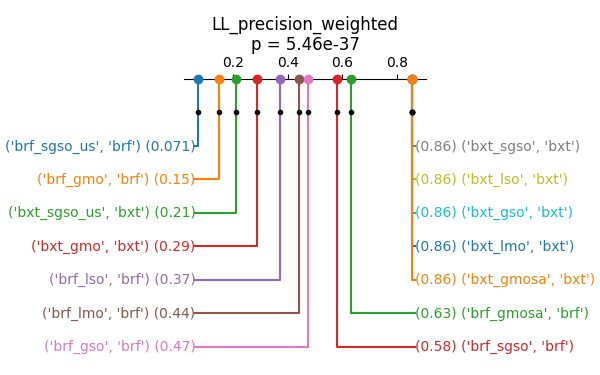 LL_precision_weighted
p = 5.46e-37
0.2 0.4 0.6 0.8
('brf_sgso_us', 'brf') (0.071) (0.86) ('bxt_sgso', 'bxt')
('brf_gmo', 'brf') (0.15) (0.86) ('bxt_lso', 'bxt')
('bxt_sgso_us', 'bxt') (0.21) (0.86) ('bxt_gso', 'bxt')
('bxt_gmo', 'bxt') (0.29) (0.86) ('bxt_lmo', 'bxt')
('brf_lso', 'brf') (0.37) (0.86) ('bxt_gmosa', 'bxt')
('brf_lmo', 'brf') (0.44) (0.63) ('brf_gmosa', 'brf')
('brf_gso', 'brf') (0.47) (0.58) ('brf_sgso', 'brf')